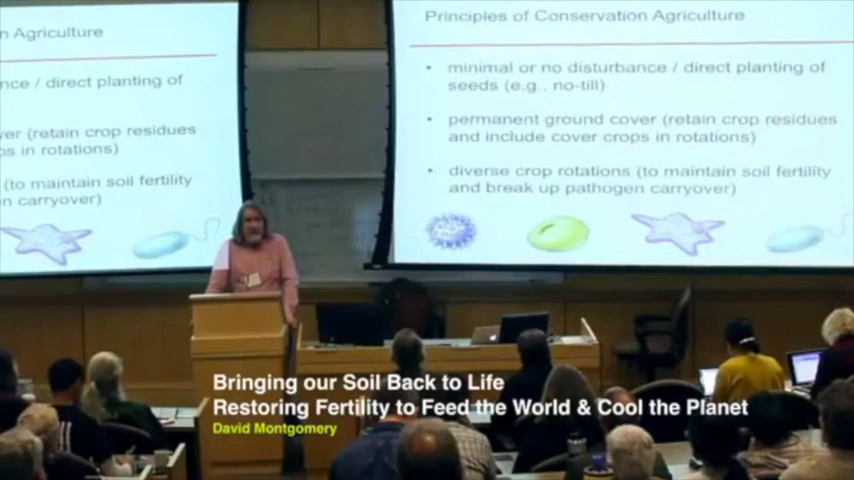 n Agriculture
nce / direct planting of
ver (retain crop residues
ps in rotations)
(to maintain soil fertility
n carryover)
Principles of Conservation Agriculture
• minimal or no disturbance / direct planting of
seeds (e.g., no-till)
• permanent ground cover (retain crop residues
and include cover crops in rotations)
• diverse crop rotations (to maintain soil fertility
and break up pathogen carryover)
Bringing our Soil Back to Life
Restoring Fertility to Feed the World & Cool the Planet
David Montgomery